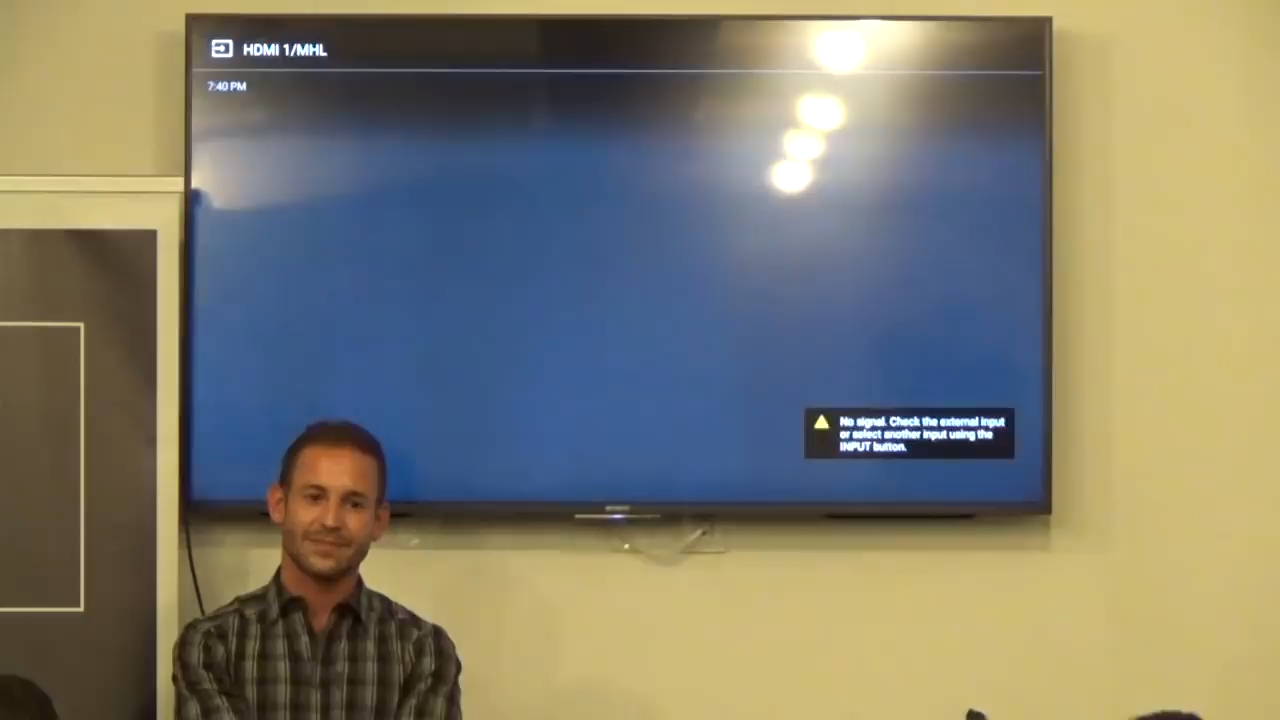 HDMI 1/MHL
7:40 PM
No signal. Check the external input
or select another input using the
INPUT button.